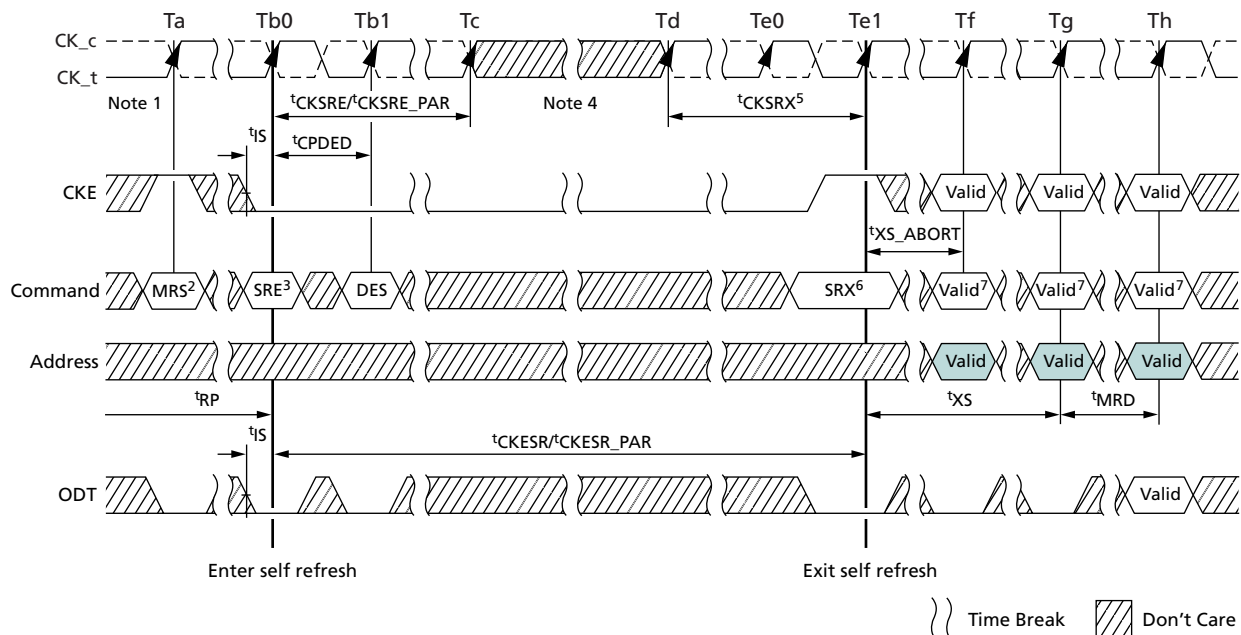 Ta Tb0 Tb1 Tc Td Te0 Te1 Tf Tg Th
CK_c
CK_t
Note 1 tCKSRE/tCKSRE_PAR Note 4 tCKSRX5
tIS tCPDED
CKE Valid Valid Valid
tXS_ABORT
Command MRS2 SRE3 DES SRX6 Valid7 Valid7 Valid7
Address Valid Valid Valid
tRP tXS tMRD
tIS tCKESR/tCKESR_PAR
ODT Valid
Enter self refresh Exit self refresh
Time Break Don't Care